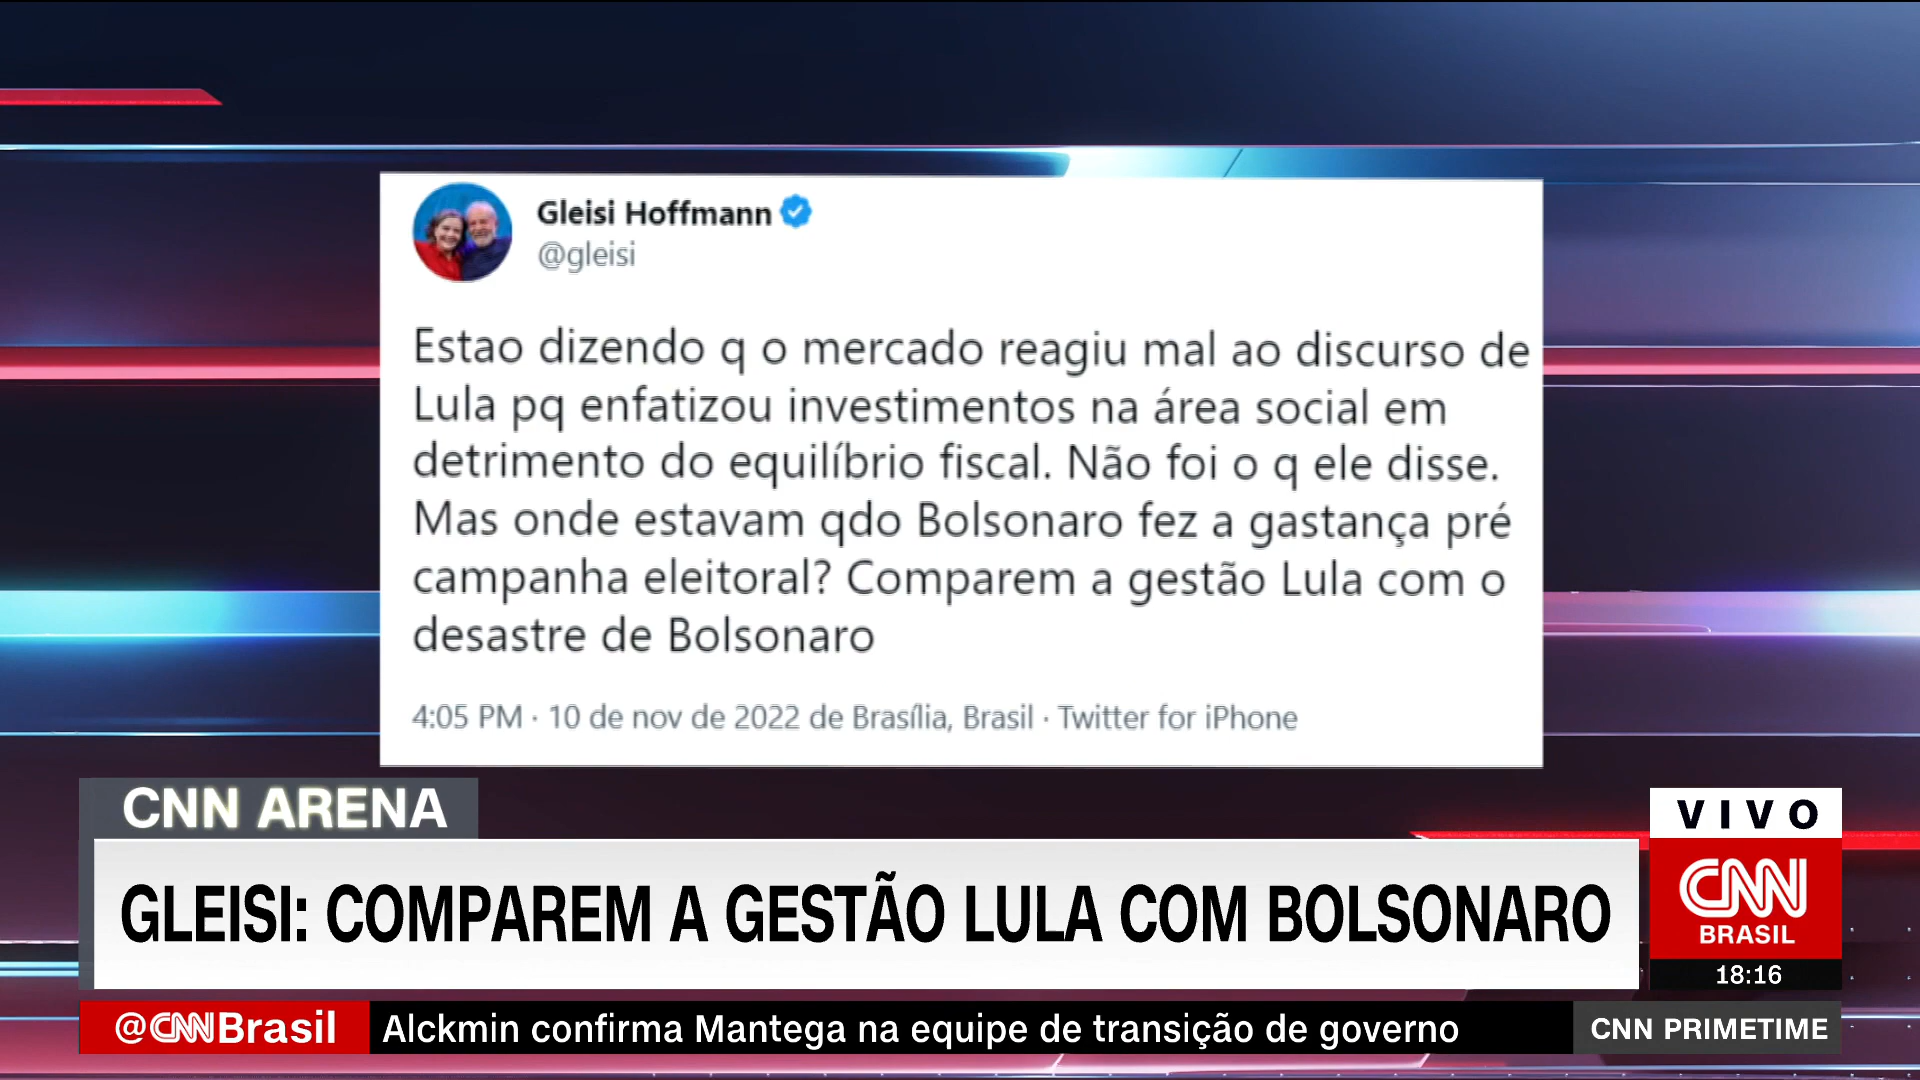 Gleisi Hoffmann
@gleisi
Estao dizendo q o mercado reagiu mal ao discurso de
Lula pq enfatizou investimentos na área social em
detrimento do equilíbrio fiscal. Não foi o q ele disse.
Mas onde estavam qdo Bolsonaro fez a gastança pré
campanha eleitoral? Comparem a gestão Lula com o
desastre de Bolsonaro
4:05 PM · 10 de nov de 2022 de Brasília, Brasil · Twitter for iPhone
CNN ARENA
GLEISI: COMPAREM A GESTÃO LULA COM BOLSONARO
VIVO
CNN
BRASIL
18:16
@CNNBrasil
Alckmin confirma Mantega na equipe de transição de governo
CNN PRIMETIME